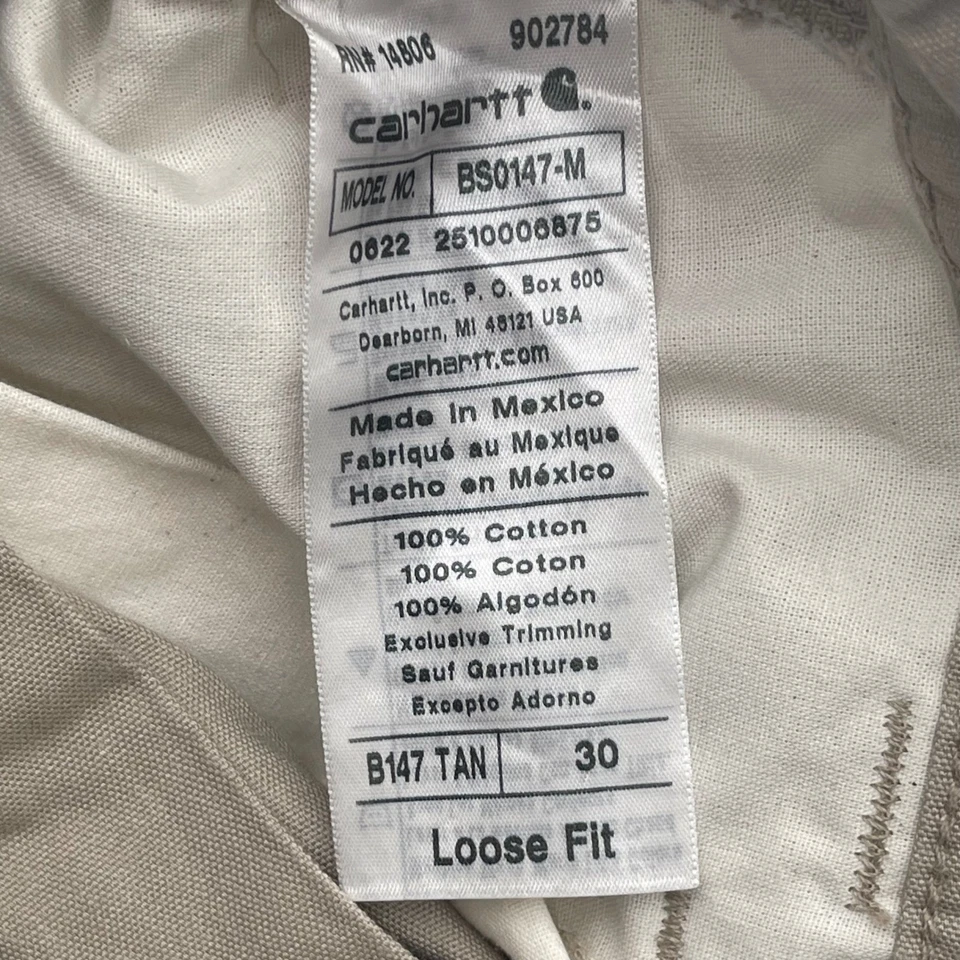 RN# 14806 902784
carhartt
MODEL NO. BS0147-M
0622 2510006875
Carhartt, Inc. P. O. Box 600
Dearborn, MI 48121 USA
carhartt.com
Made in Mexico
Fabriqué au Mexique
Hecho en México
100% Cotton
100% Coton
100% Algodón
Exclusive Trimming
Sauf Garnitures
Excepto Adorno
B147 TAN 30
Loose Fit